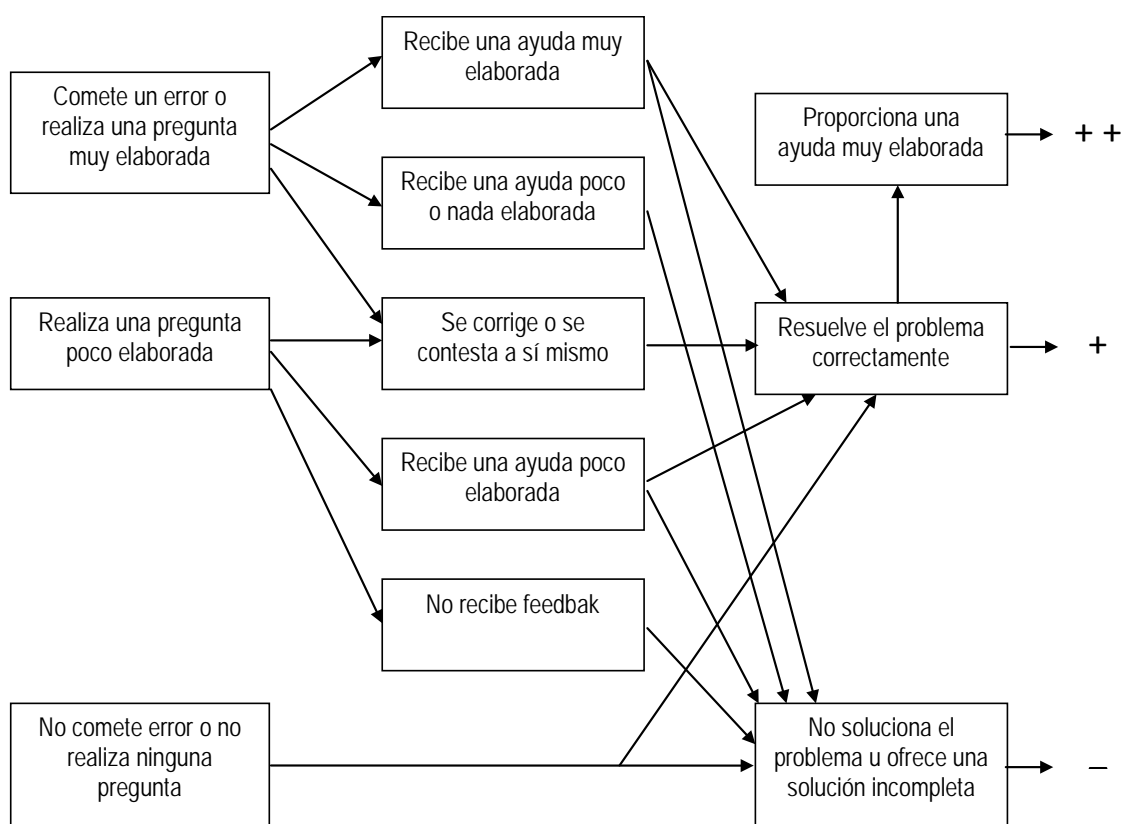 Recibe una ayuda muy
elaborada
Comete un error o
realiza una pregunta
muy elaborada
Proporciona una
ayuda muy elaborada
+ +
Recibe una ayuda poco
o nada elaborada
Realiza una pregunta
poco elaborada
Se corrige o se
contesta a sí mismo
Resuelve el problema
correctamente
+
Recibe una ayuda poco
elaborada
No recibe feedbak
No comete error o no
realiza ninguna
pregunta
No soluciona el
problema u ofrece una
solución incompleta
–